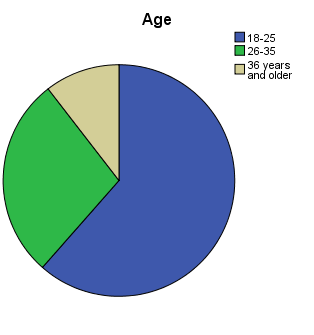 Age
18-25
26-35
36 years
and older